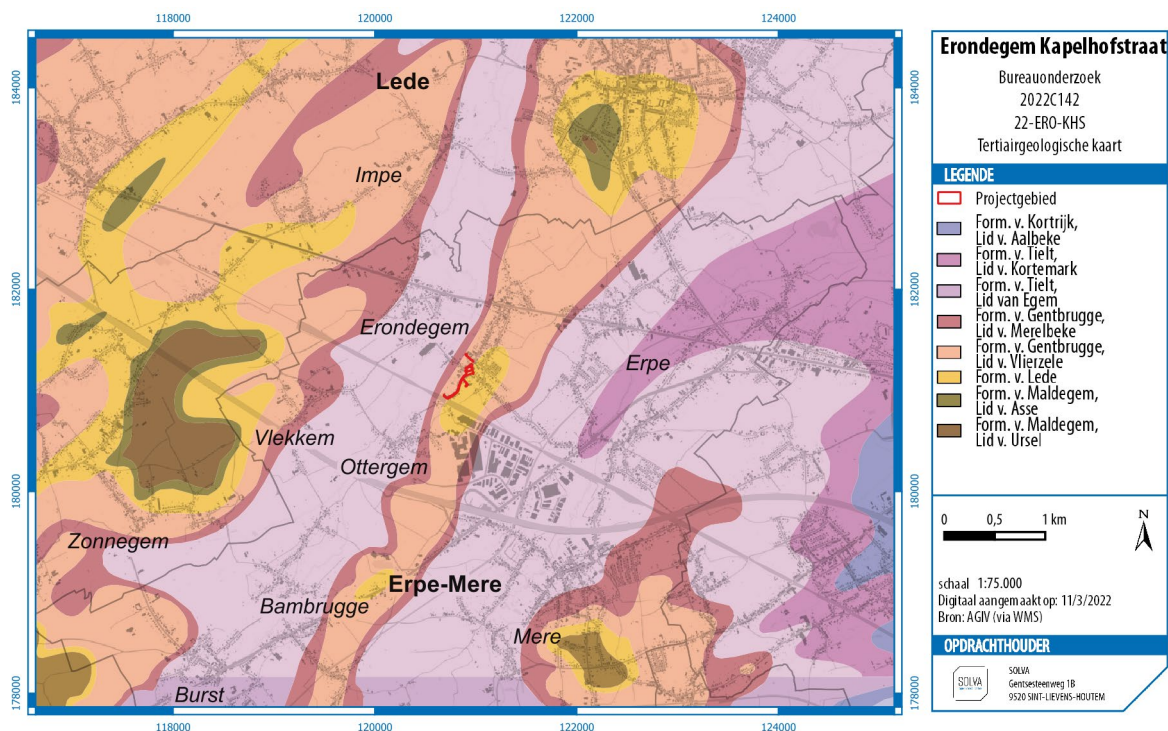 118000
120000
122000
124000
184000
182000
180000
178000
184000
182000
180000
178000
118000
120000
122000
124000
Lede
Impe
Erondegem
Erpe
Vlekkem
Ottergem
Zonnegem
Erpe-Mere
Bambrugge
Mere
Burst
Erondegem Kapelhofstraat
Bureauonderzoek
2022C142
22-ERO-KHS
Tertiairgeologische kaart
LEGENDE
Projectgebied
Form. v. Kortrijk,
Lid v. Aalbeke
Form. v. Tielt,
Lid v. Kortemark
Form. v. Tielt,
Lid van Egem
Form. v. Gentbrugge,
Lid v. Merelbeke
Form. v. Gentbrugge,
Lid v. Vlierzele
Form. v. Lede
Form. v. Maldegem,
Lid v. Asse
Form. v. Maldegem,
Lid v. Ursel
0 0,5 1 km
N
schaal 1:75.000
Digitaal aangemaakt op: 11/3/2022
Bron: AGIV (via WMS)
OPDRACHTHOUDER
SOLVA
SOLVA
Gentsesteenweg 1B
9520 SINT-LIEVENS-HOUTEM